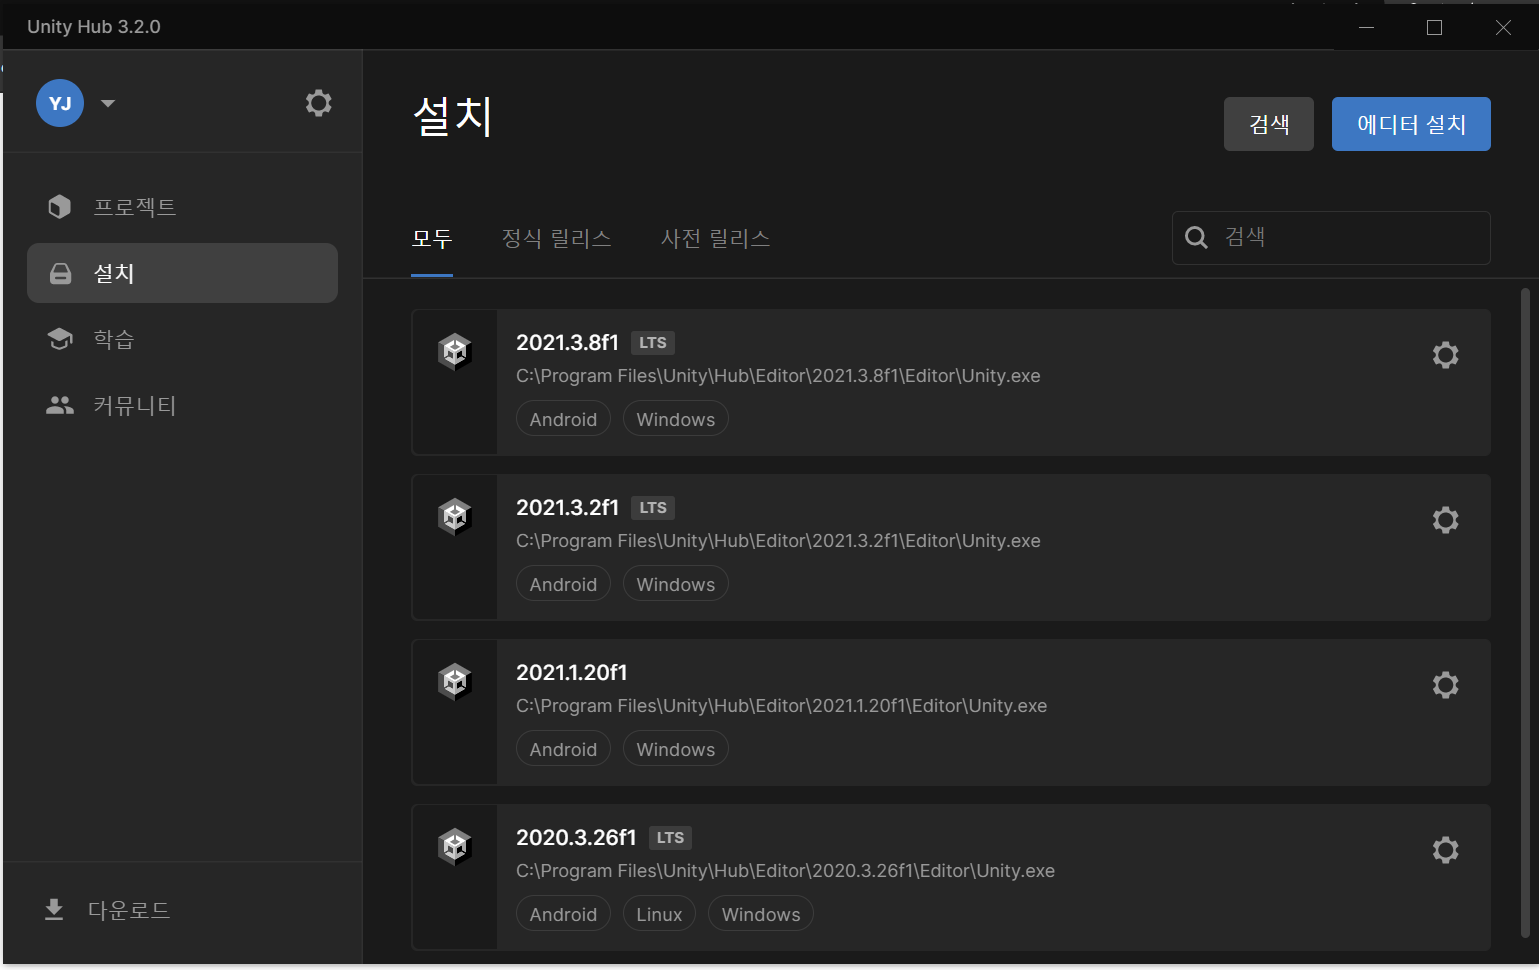 Unity Hub 3.2.0
YJ
프로젝트
설치
학습
커뮤니티
다운로드
설치
검색
에디터 설치
모두
정식 릴리스
사전 릴리스
검색
2021.3.8f1 LTS
C:\Program Files\Unity\Hub\Editor\2021.3.8f1\Editor\Unity.exe
Android Windows
2021.3.2f1 LTS
C:\Program Files\Unity\Hub\Editor\2021.3.2f1\Editor\Unity.exe
Android Windows
2021.1.20f1
C:\Program Files\Unity\Hub\Editor\2021.1.20f1\Editor\Unity.exe
Android Windows
2020.3.26f1 LTS
C:\Program Files\Unity\Hub\Editor\2020.3.26f1\Editor\Unity.exe
Android Linux Windows